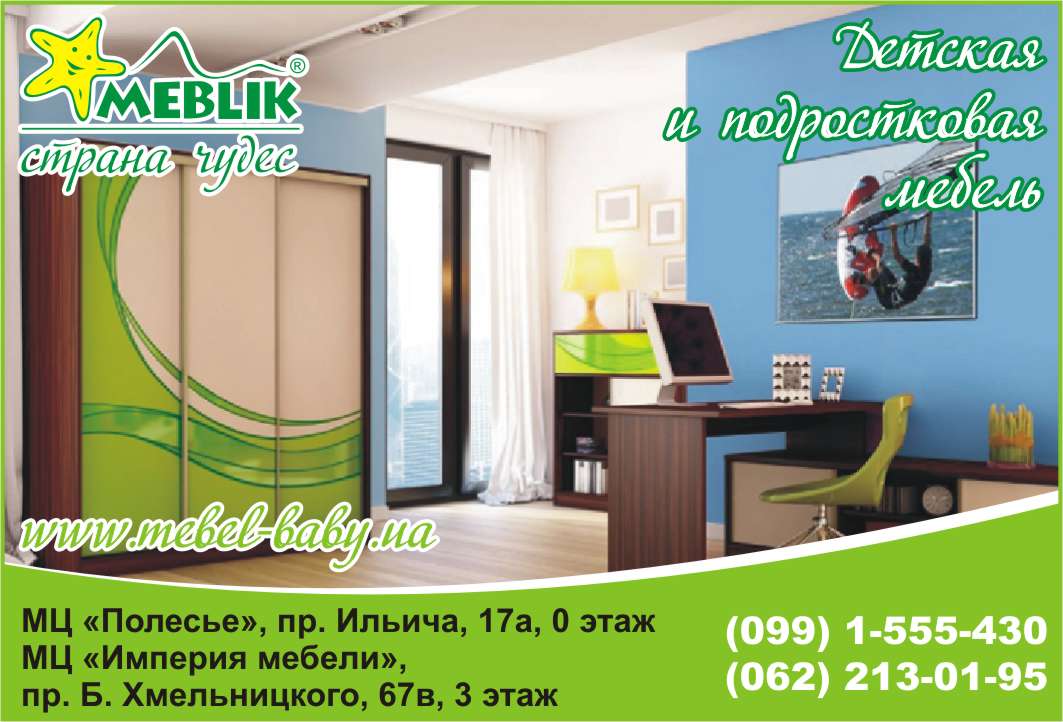 MEBLIK®
страна чудес
Детская
и подростковая
мебель
www.mebel-baby.ua
МЦ «Полесье», пр. Ильича, 17а, 0 этаж
МЦ «Империя мебели»,
пр. Б. Хмельницкого, 67в, 3 этаж
(099) 1-555-430
(062) 213-01-95